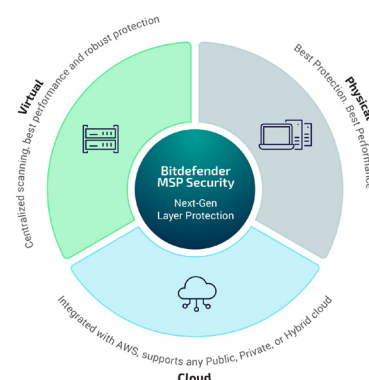 Virtual
Centralized scanning, best performance and robust protection
Physical
Best Protection. Best Performance
Bitdefender
MSP Security
Next-Gen
Layer Protection
Integrated with AWS, supports any Public, Private, or Hybrid cloud
Cloud